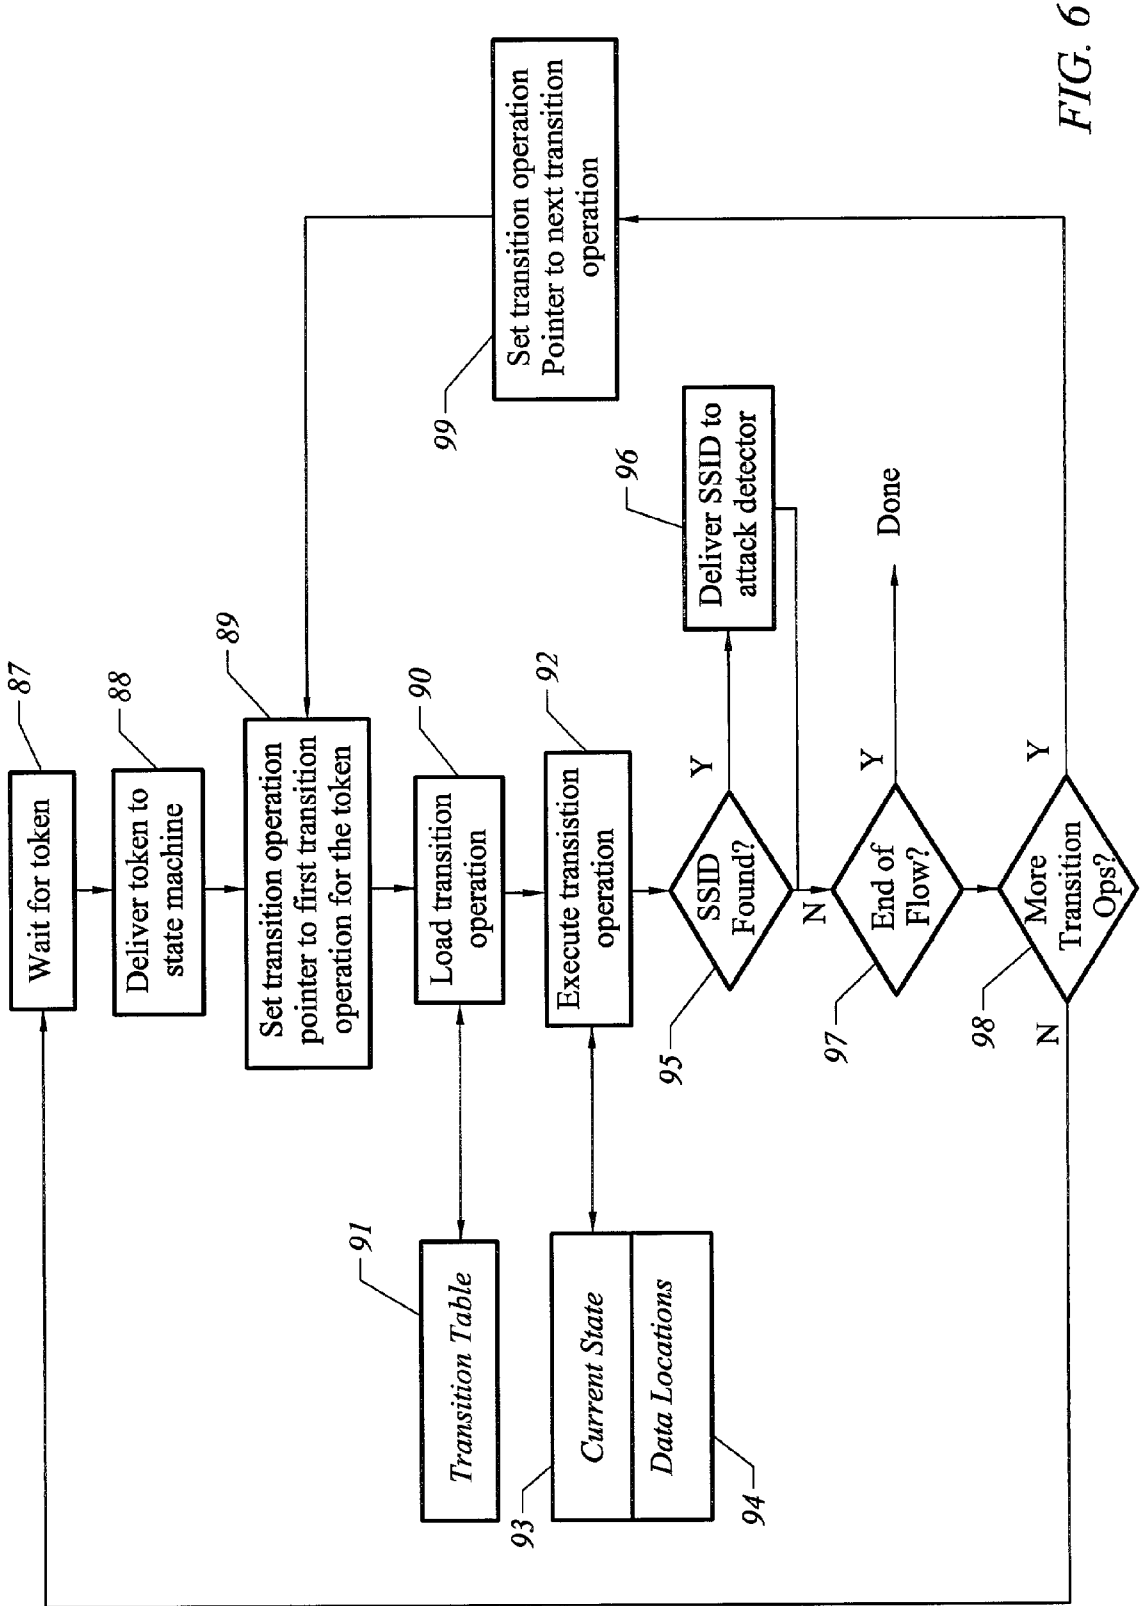 87
Wait for token
88
Deliver token to
state machine
89
Set transition operation
pointer to first transition
operation for the token
90
Load transition
operation
91
Transition Table
92
Execute transistion
operation
93
Current State
Data Locations
94
95
SSID
Found?
Y
N
96
Deliver SSID to
attack detector
97
End of
Flow?
Y
Done
98
More
Transition
Ops?
N
Y
99
Set transition operation
Pointer to next transition
operation
FIG. 6